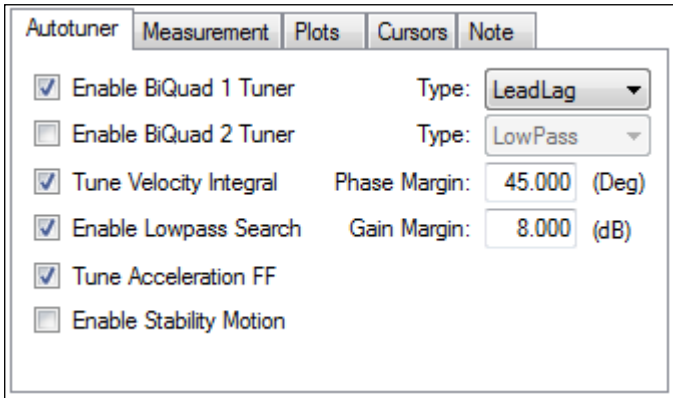 Autotuner Measurement Plots Cursors Note
Enable BiQuad 1 Tuner Type: LeadLag
Enable BiQuad 2 Tuner Type: LowPass
Tune Velocity Integral Phase Margin: 45.000 (Deg)
Enable Lowpass Search Gain Margin: 8.000 (dB)
Tune Acceleration FF
Enable Stability Motion